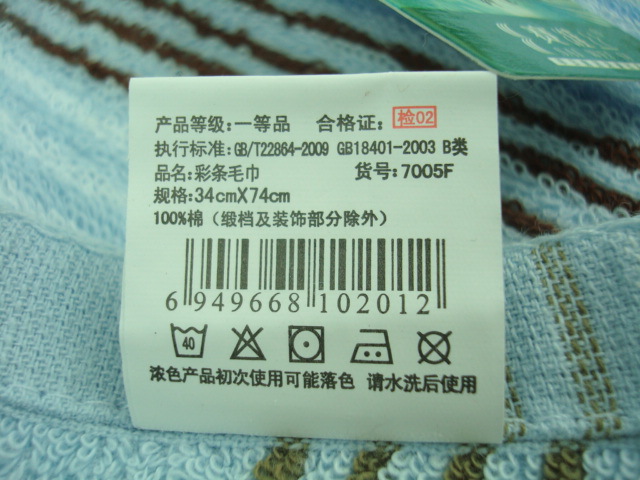 产品等级:一等品 合格证: 检02
执行标准:GB/T22864-2009 GB18401-2003 B类
品名:彩条毛巾 货号:7005F
规格:34cmX74cm
100%棉（缎档及装饰部分除外）
6 949668 102012
40
浓色产品初次使用可能落色 请水洗后使用